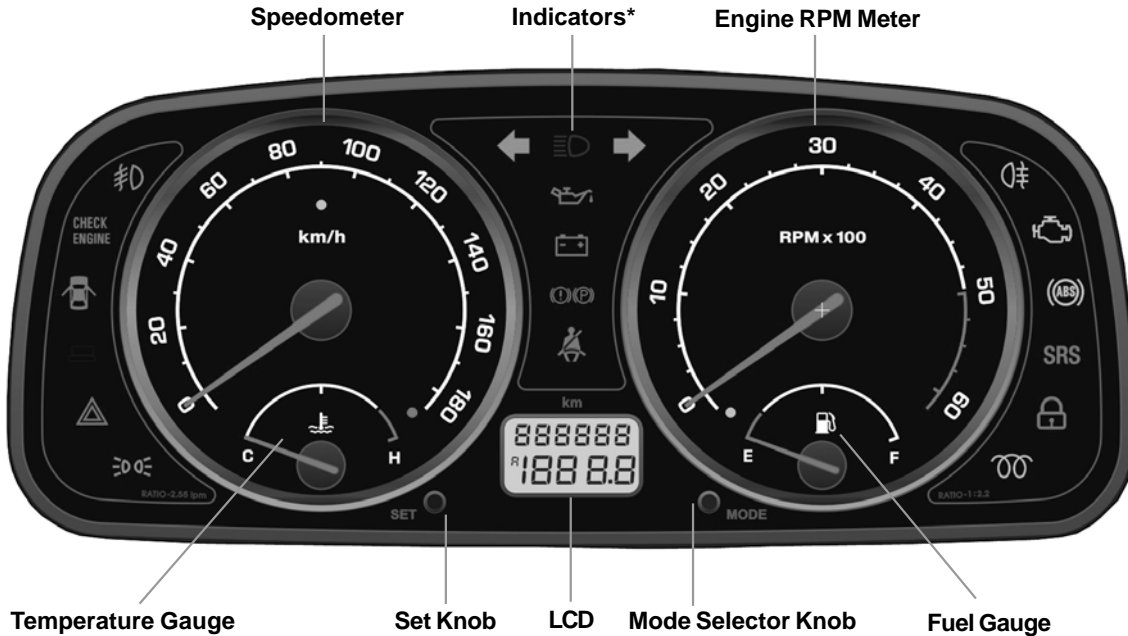 Speedometer
Indicators*
Engine RPM Meter
0
20
40
60
80
100
120
140
160
180
km/h
C
H
RATIO-2.55 lpm
CHECK
ENGINE
km
888888
R 1888.8
SET
MODE
0
10
20
30
40
50
60
RPM x 100
E
F
RATIO-1:2.2
ABS
SRS
P
Temperature Gauge
Set Knob
LCD
Mode Selector Knob
Fuel Gauge